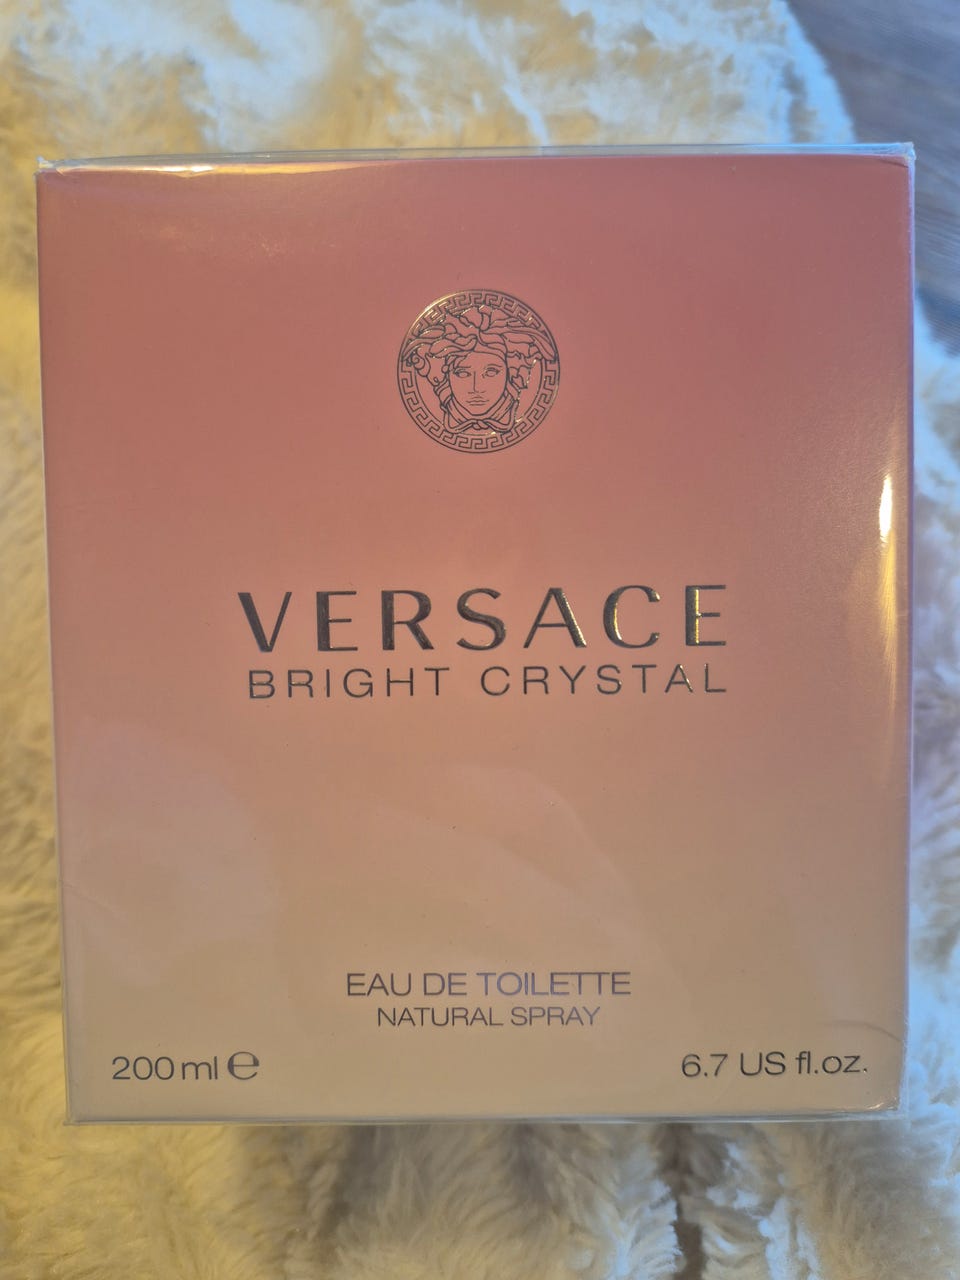 VERSACE
BRIGHT CRYSTAL
EAU DE TOILETTE
NATURAL SPRAY
200 ml ℮
6.7 US fl.oz.